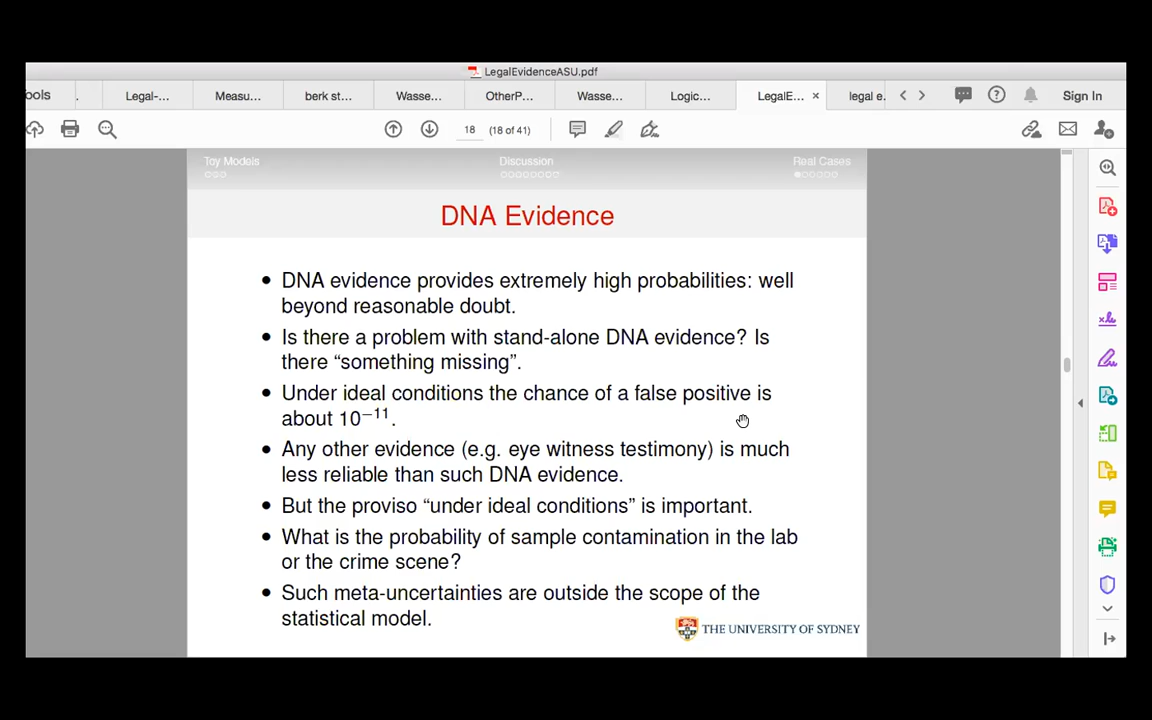 LegalEvidenceASU.pdf
ools . Legal-... Measu... berk st... Wasse... OtherP... Wasse... Logic... LegalE... × legal e. Sign In
18 (18 of 41)
Toy Models Discussion Real Cases
DNA Evidence
• DNA evidence provides extremely high probabilities: well
beyond reasonable doubt.
• Is there a problem with stand-alone DNA evidence? Is
there “something missing”.
• Under ideal conditions the chance of a false positive is
about 10⁻¹¹.
• Any other evidence (e.g. eye witness testimony) is much
less reliable than such DNA evidence.
• But the proviso “under ideal conditions” is important.
• What is the probability of sample contamination in the lab
or the crime scene?
• Such meta-uncertainties are outside the scope of the
statistical model.
THE UNIVERSITY OF SYDNEY